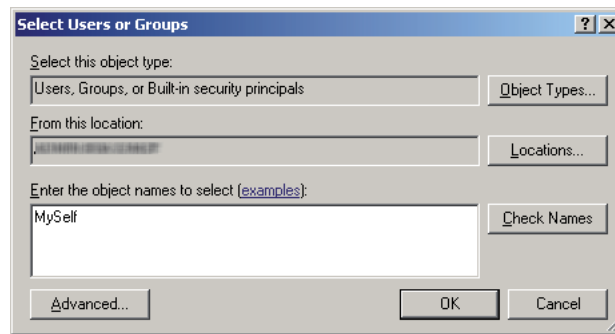 Select Users or Groups
Select this object type:
Users, Groups, or Built-in security principals
Object Types...
From this location:
Locations...
Enter the object names to select (examples):
MySelf
Check Names
Advanced...
OK
Cancel